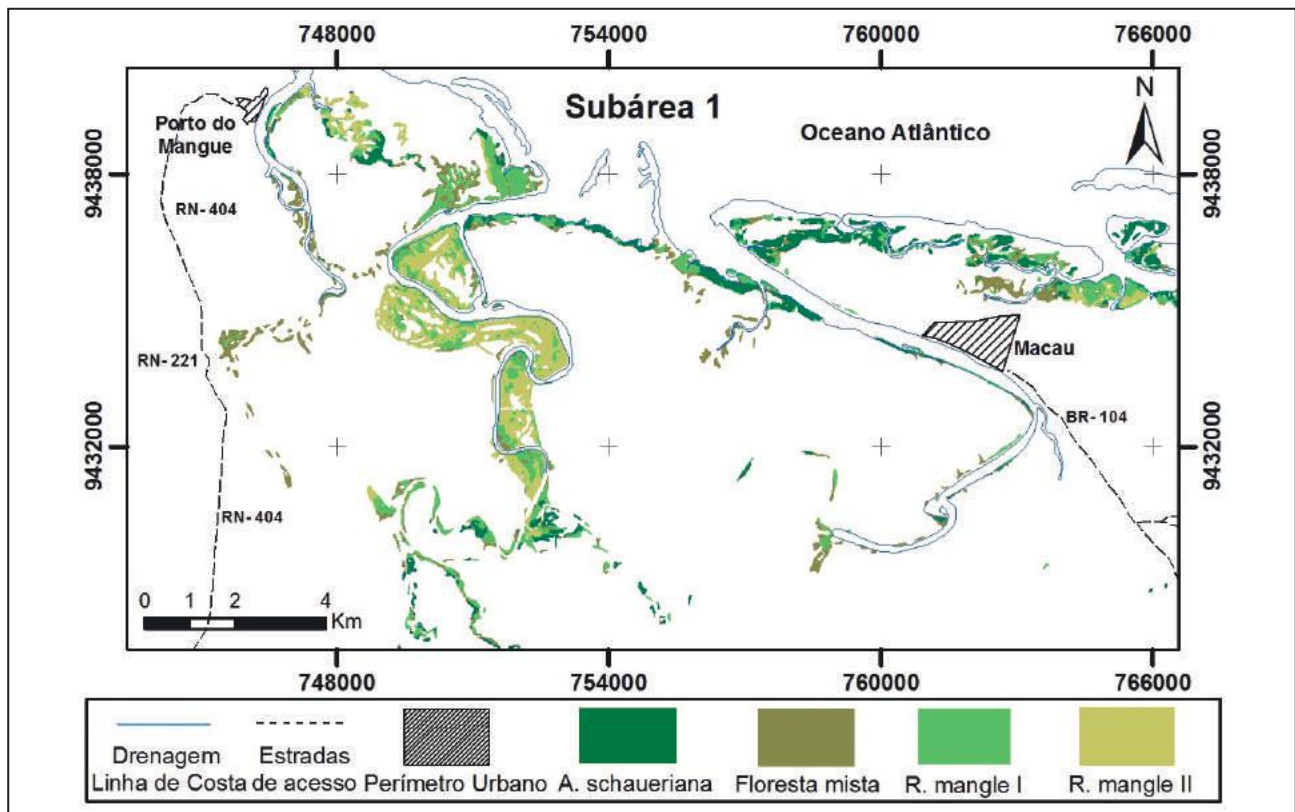 748000 754000 760000 766000
Subárea 1
N
Oceano Atlântico
Porto do
Mangue
9438000 9438000
RN-404
RN-221
Macau
BR-104
9432000 9432000
RN-404
0 1 2 4
Km
748000 754000 760000 766000
Drenagem Estradas
Linha de Costa de acesso Perímetro Urbano A. schaueriana Floresta mista R. mangle I R. mangle II